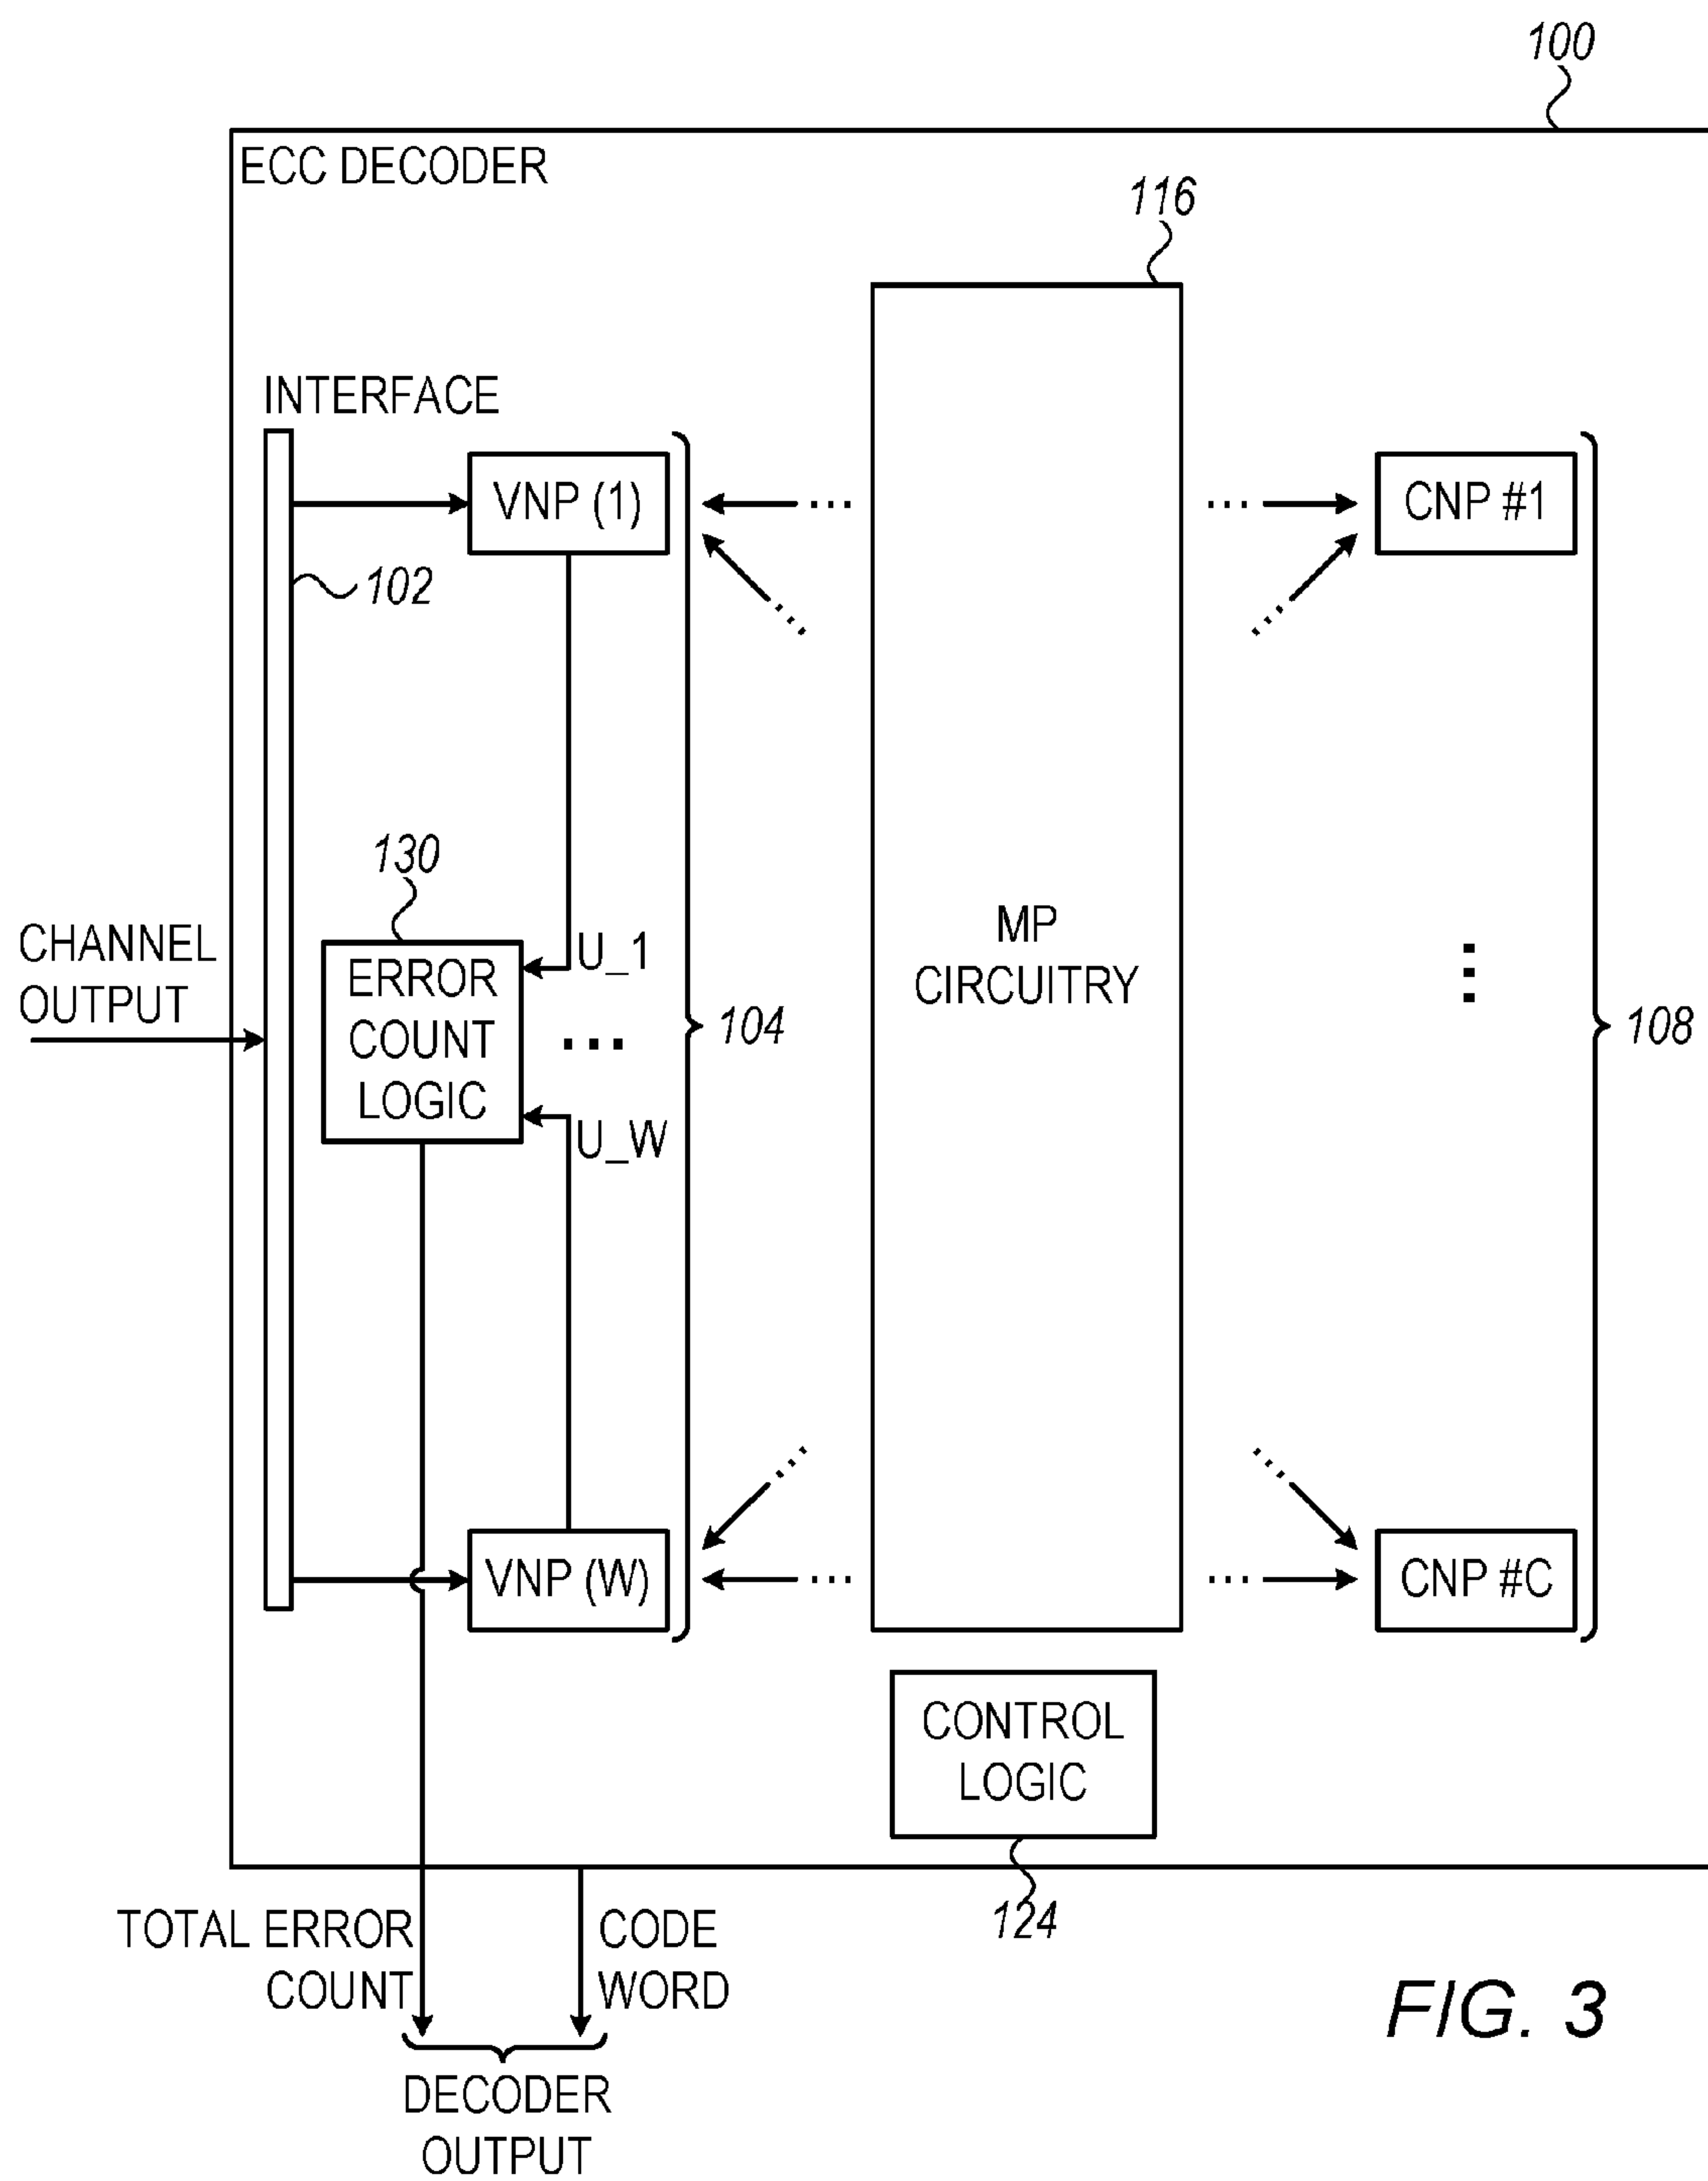 100
ECC DECODER
116
INTERFACE
VNP (1)
...
...
CNP #1
102
130
CHANNEL
OUTPUT
ERROR
COUNT
LOGIC
U_1
...
U_W
104
MP
CIRCUITRY
108
VNP (W)
...
...
CNP #C
CONTROL
LOGIC
124
TOTAL ERROR
COUNT
CODE
WORD
DECODER
OUTPUT
FIG. 3